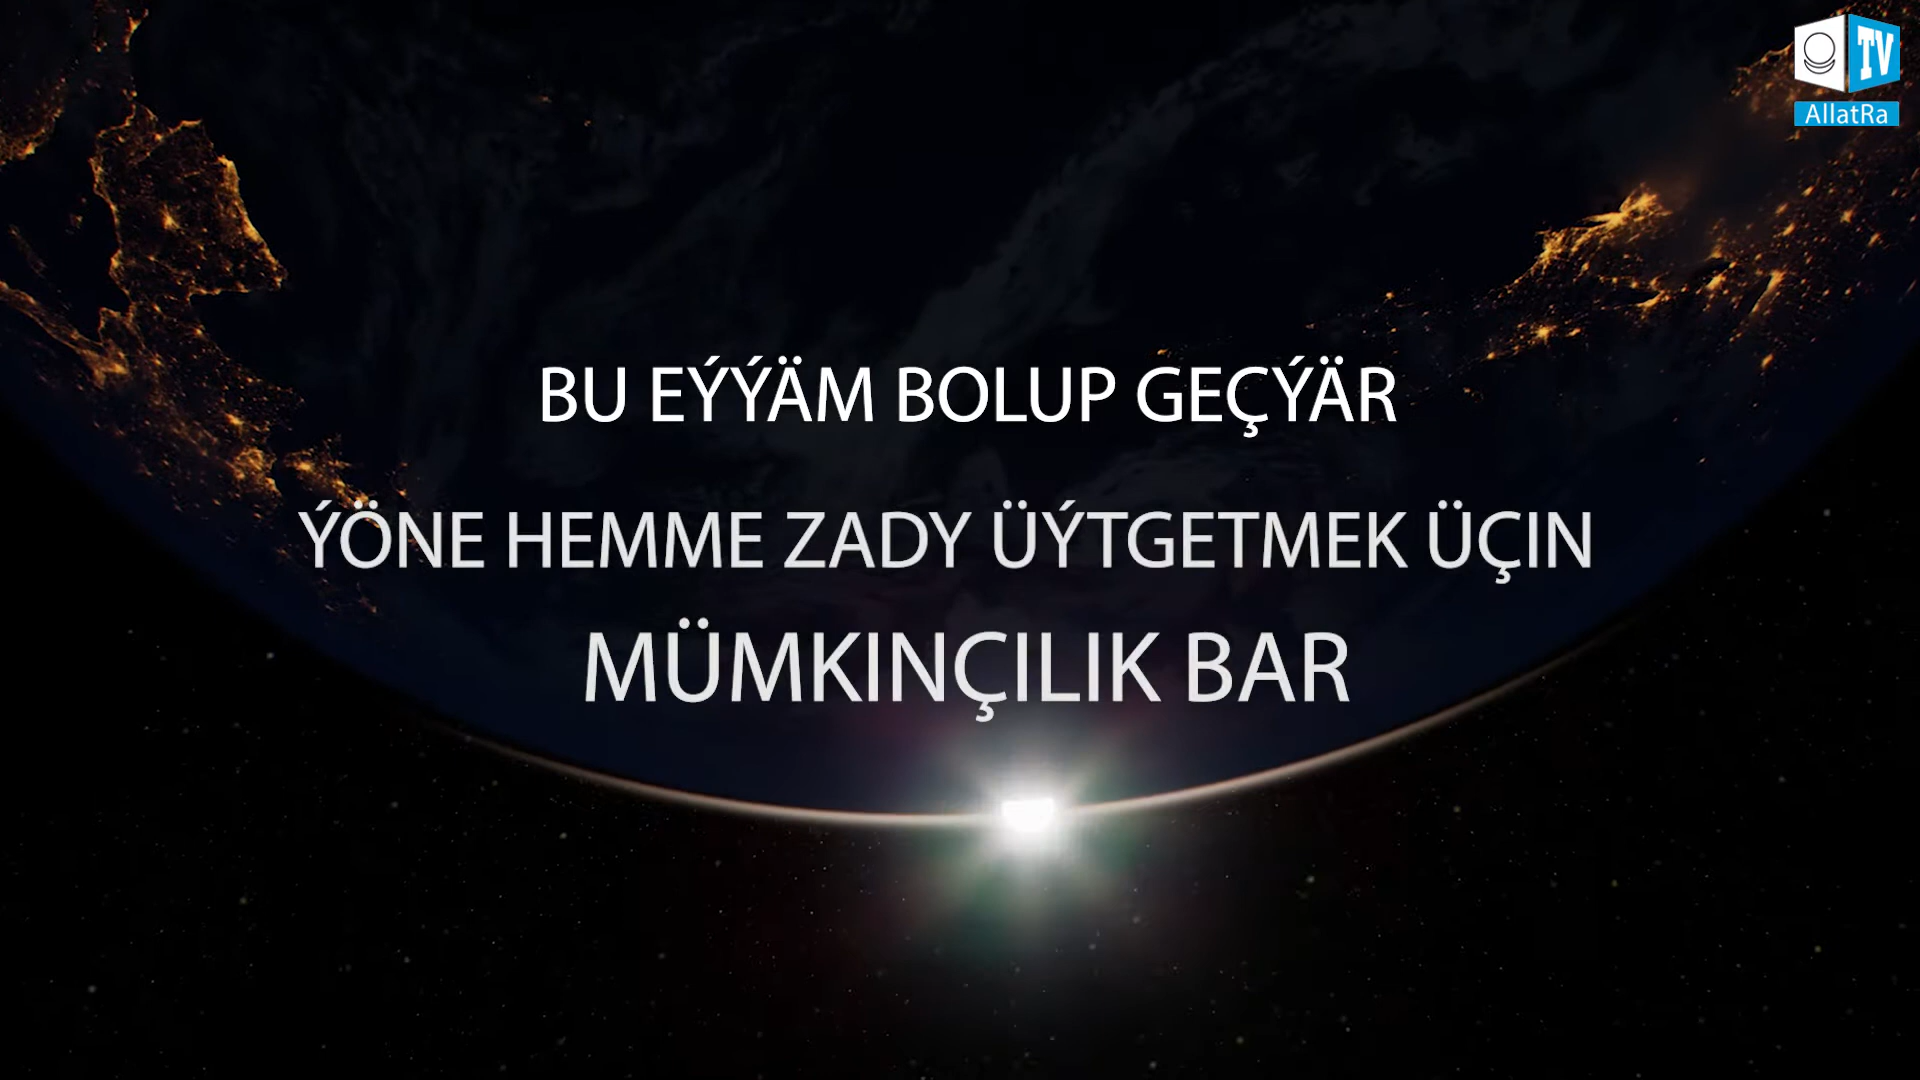 TV
AllatRa
BU EÝÝÄM BOLUP GEÇÝÄR
ÝÖNE HEMME ZADY ÜÝTGETMEK ÜÇIN
MÜMKINÇILIK BAR